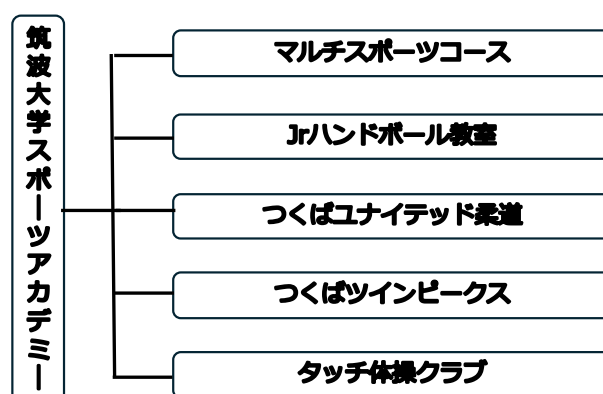 筑波大学スポーツアカデミー
マルチスポーツコース
Jrハンドボール教室
つくばユナイテッド柔道
つくばツインピークス
タッチ体操クラブ